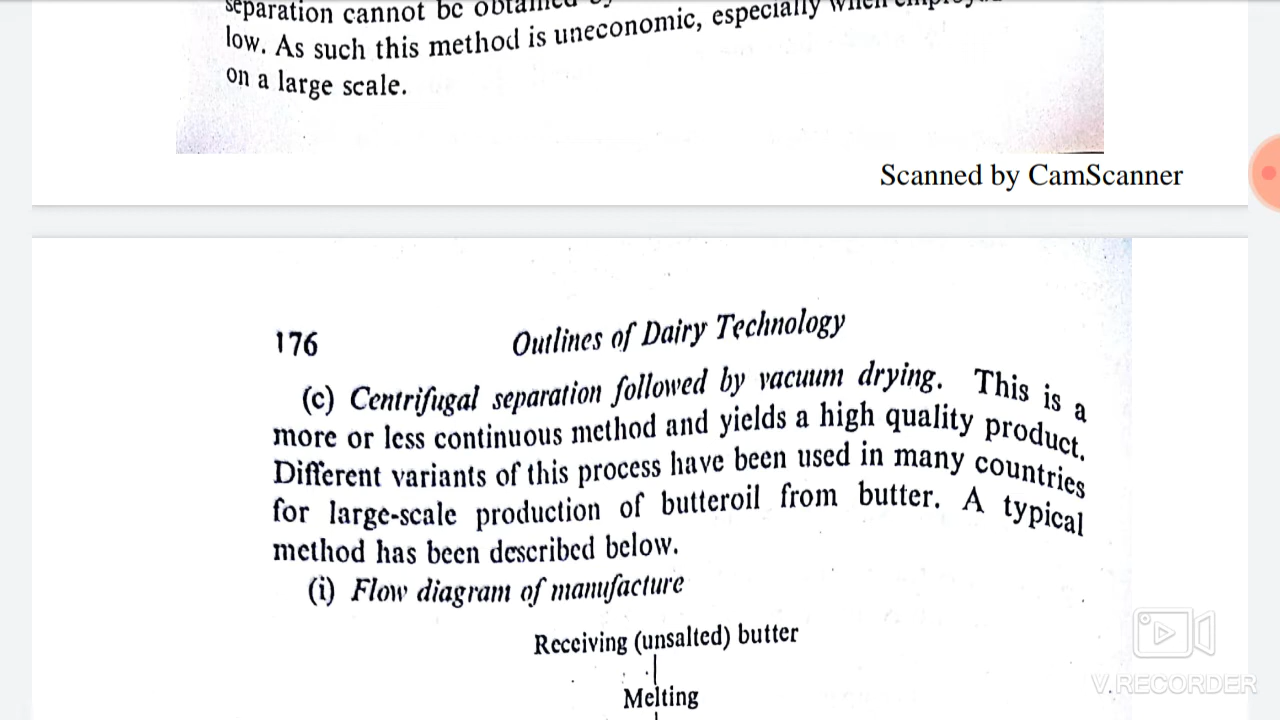 separation cannot be
low. As such this method is uneconomic, especially when
on a large scale.
Scanned by CamScanner
176 Outlines of Dairy Technology
(c) Centrifugal separation followed by vacuum drying. This is a
more or less continuous method and yields a high quality product.
Different variants of this process have been used in many countries
for large-scale production of butteroil from butter. A typical
method has been described below.
(i) Flow diagram of manufacture
Receiving (unsalted) butter
Melting
V.RECORDER